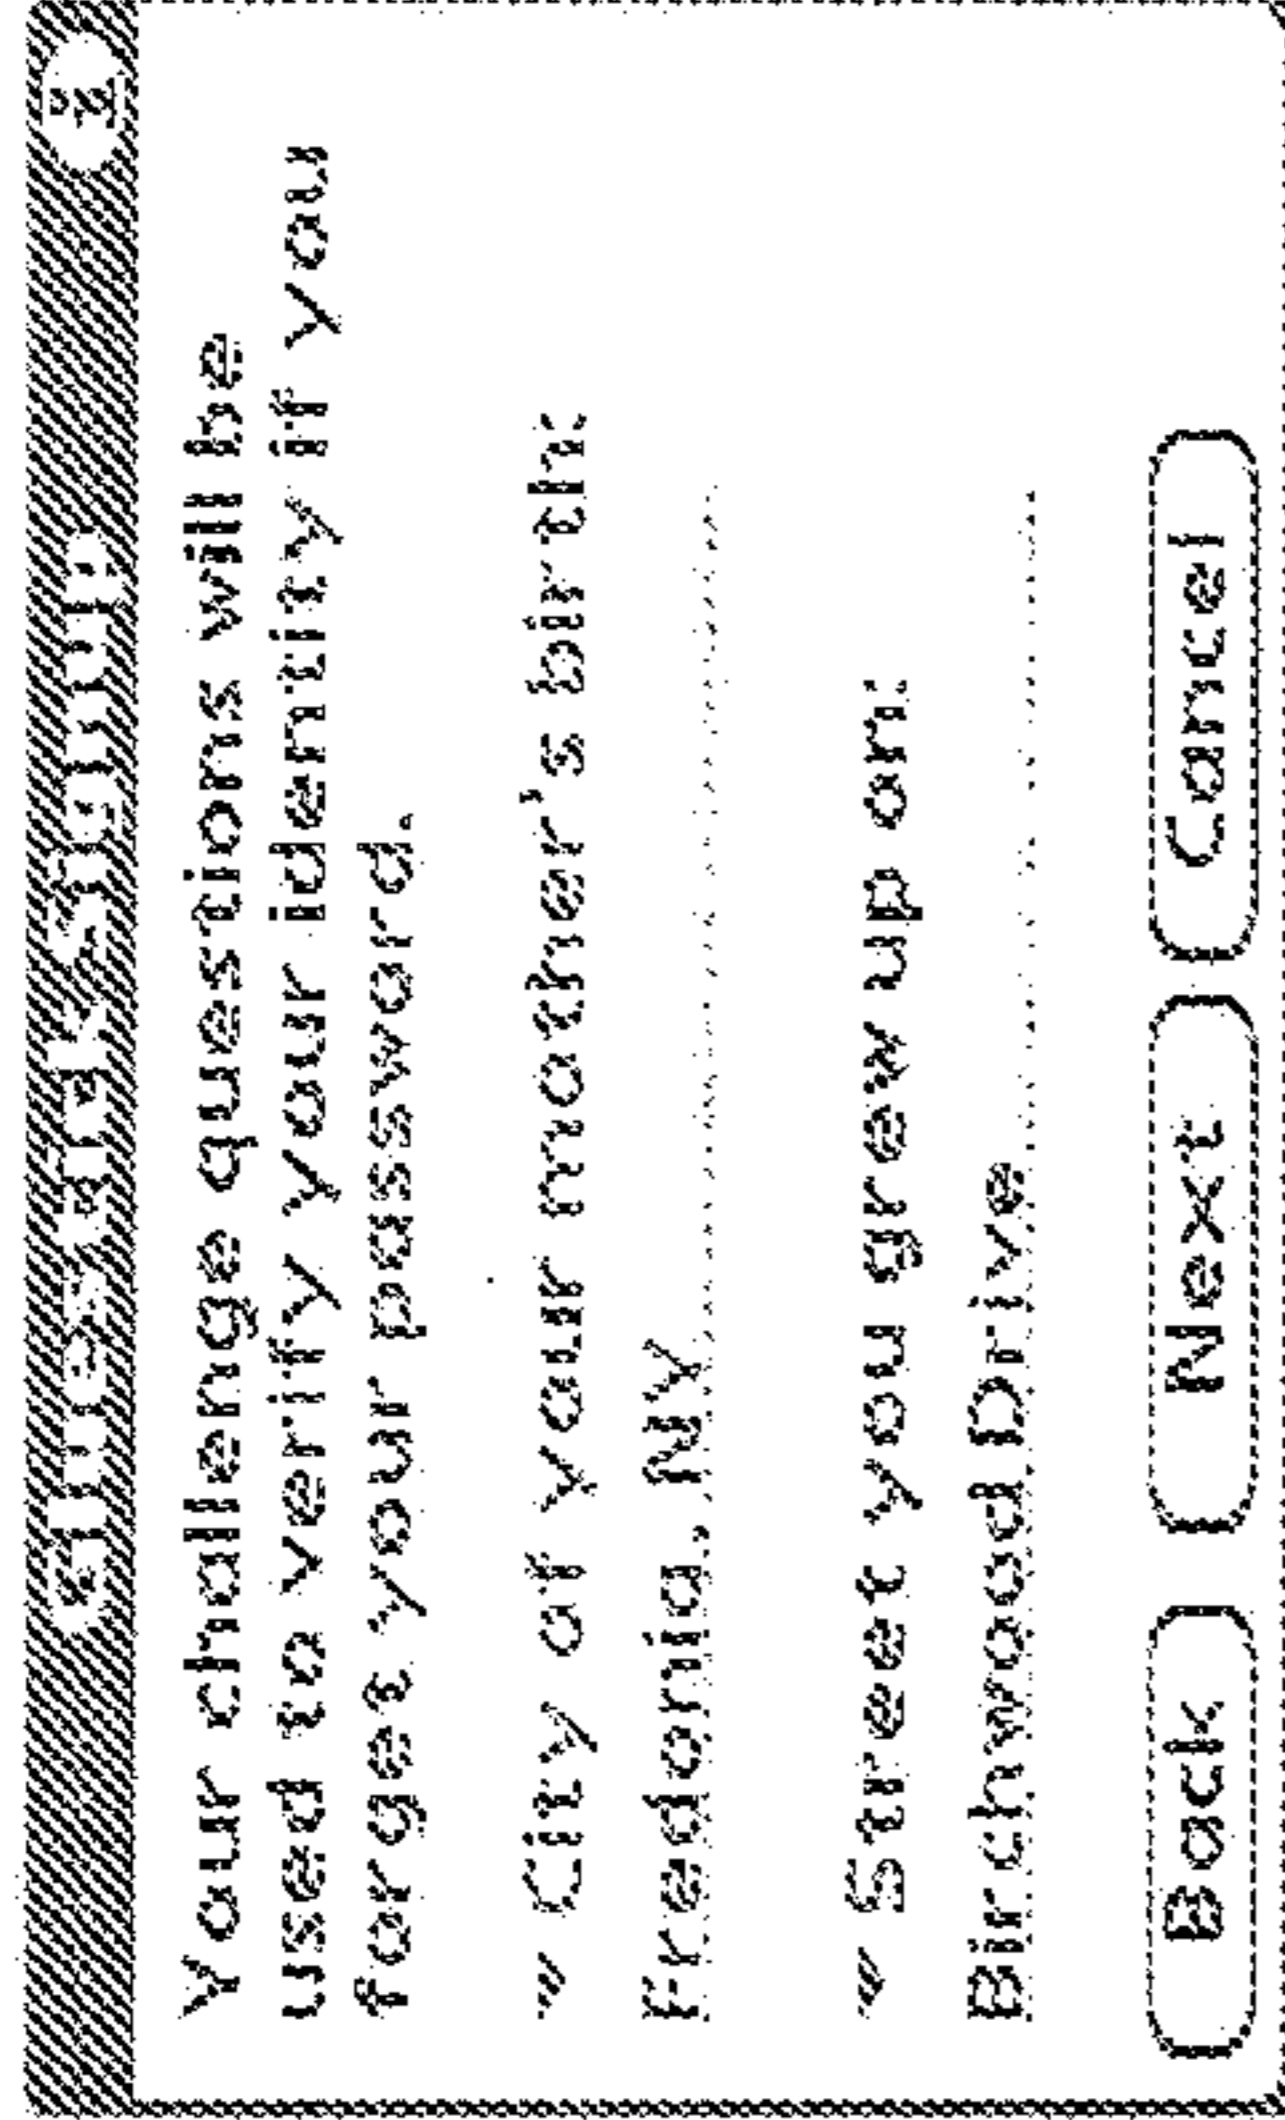 Signup
Your challenge questions will be
used to verify your identity if you
forget your password.
City of your mother's birth:
Fredonia, NY
Street you grew up on:
Birchwood Drive
Back
Next
Cancel